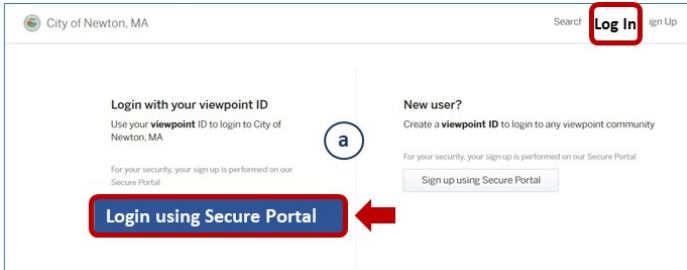 City of Newton, MA
Search
Log In
ign Up
Login with your viewpoint ID
Use your viewpoint ID to login to City of
Newton, MA
For your security, your sign up is performed on our
Secure Portal
Login using Secure Portal
a
New user?
Create a viewpoint ID to login to any viewpoint community
For your security, your sign up is performed on our Secure Portal
Sign up using Secure Portal